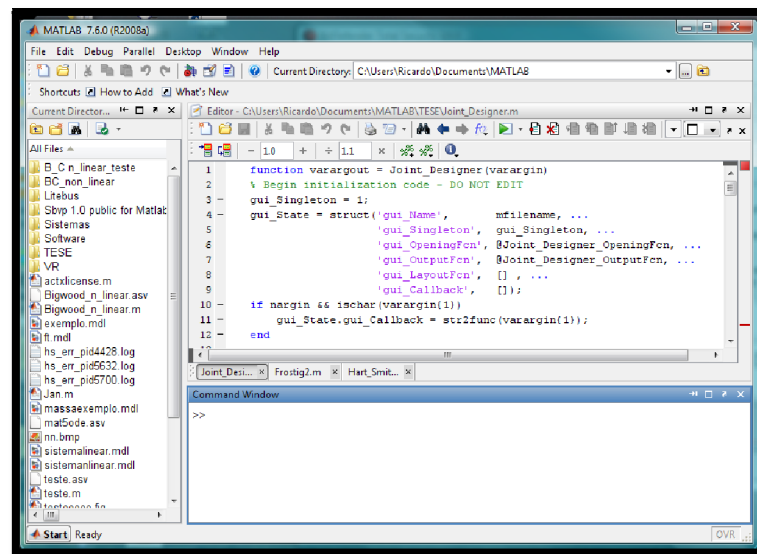 MATLAB 7.6.0 (R2008a)
File Edit Debug Parallel Desktop Window Help
Current Directory: C:\Users\Ricardo\Documents\MATLAB
Shortcuts How to Add What's New
Current Director...
All Files
B_C n_linear_teste
BC_non_linear
Litebus
Sbvp 1.0 public for Matlab
Sistemas
Software
TESE
VR
actxlicense.m
Bigwood_n_linear.asv
Bigwood_n_linear.m
exemplo.mdl
ft.mdl
hs_err_pid4428.log
hs_err_pid5632.log
hs_err_pid5700.log
Jan.m
massaexemplo.mdl
mat5ode.asv
nn.bmp
sistemalinear.mdl
sistemanlinear.mdl
teste.asv
teste.m
Editor - C:\Users\Ricardo\Documents\MATLAB\TESE\Joint_Designer.m
- 1.0 + ÷ 1.1 ×
1 function varargout = Joint_Designer(varargin)
2 % Begin initialization code - DO NOT EDIT
3 - gui_Singleton = 1;
4 - gui_State = struct('gui_Name', mfilename, ...
5 'gui_Singleton', gui_Singleton, ...
6 'gui_OpeningFcn', @Joint_Designer_OpeningFcn, ...
7 'gui_OutputFcn', @Joint_Designer_OutputFcn, ...
8 'gui_LayoutFcn', [] , ...
9 'gui_Callback', []);
10 - if nargin && ischar(varargin{1})
11 - gui_State.gui_Callback = str2func(varargin{1});
12 - end
Joint_Desi... × Frostig2.m × Hart_Smit... ×
Command Window
>>
Start Ready
OVR